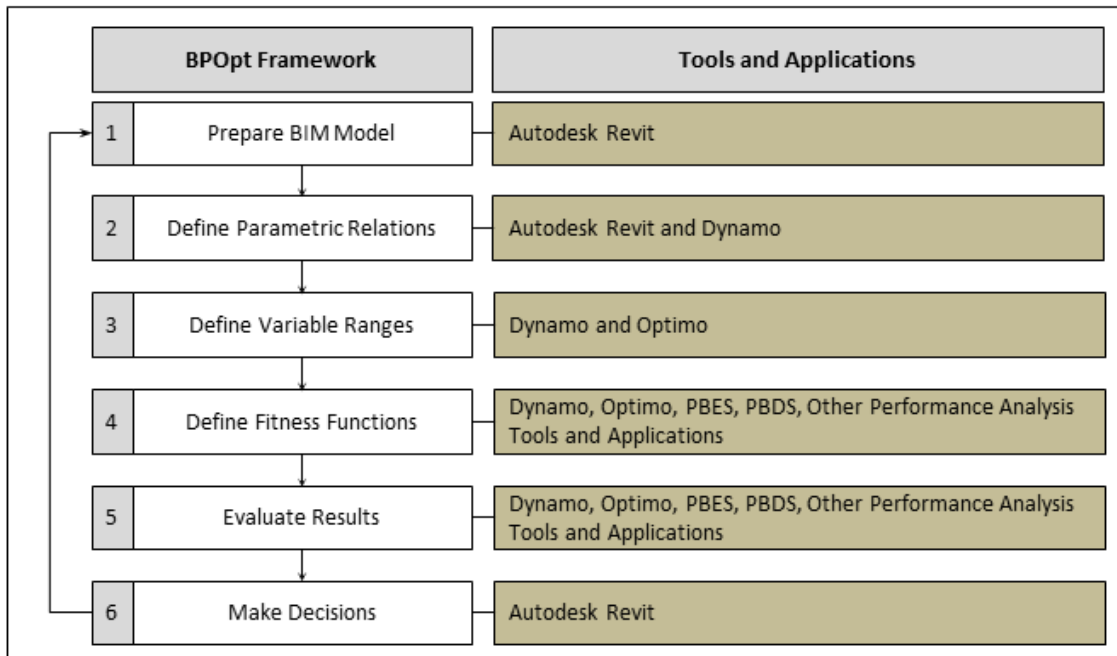 BPOpt Framework
Tools and Applications
1
Prepare BIM Model
Autodesk Revit
2
Define Parametric Relations
Autodesk Revit and Dynamo
3
Define Variable Ranges
Dynamo and Optimo
4
Define Fitness Functions
Dynamo, Optimo, PBES, PBDS, Other Performance Analysis
Tools and Applications
5
Evaluate Results
Dynamo, Optimo, PBES, PBDS, Other Performance Analysis
Tools and Applications
6
Make Decisions
Autodesk Revit